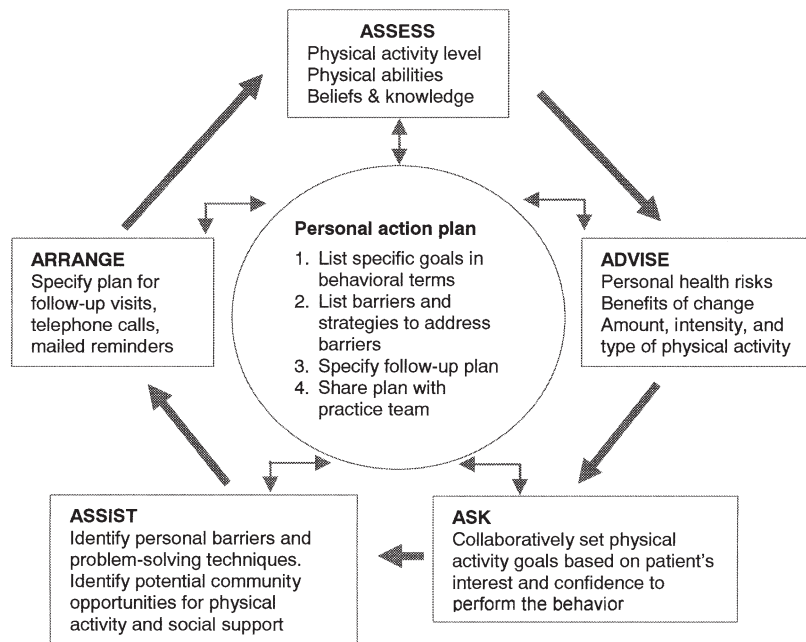 ASSESS
Physical activity level
Physical abilities
Beliefs & knowledge
Personal action plan
1. List specific goals in
behavioral terms
2. List barriers and
strategies to address
barriers
3. Specify follow-up plan
4. Share plan with
practice team
ARRANGE
Specify plan for
follow-up visits,
telephone calls,
mailed reminders
ADVISE
Personal health risks
Benefits of change
Amount, intensity, and
type of physical activity
ASSIST
Identify personal barriers and
problem-solving techniques.
Identify potential community
opportunities for physical
activity and social support
ASK
Collaboratively set physical
activity goals based on patient's
interest and confidence to
perform the behavior